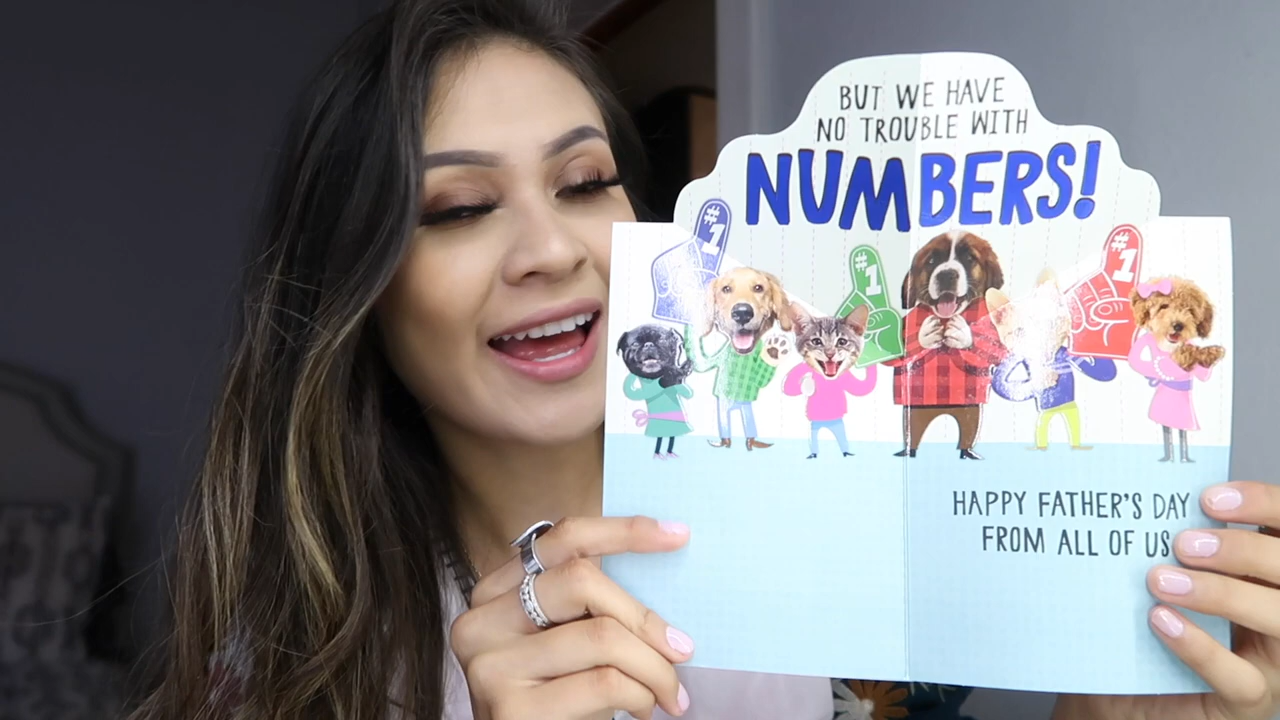 BUT WE HAVE
NO TROUBLE WITH
NUMBERS!
#1
#1
#1
HAPPY FATHER'S DAY
FROM ALL OF US